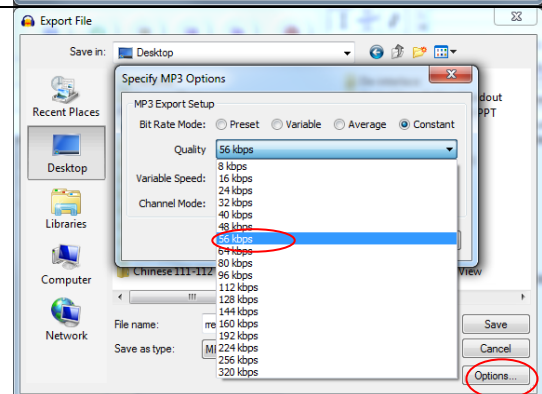 Export File
Save in: Desktop
Specify MP3 Options
MP3 Export Setup
Bit Rate Mode: Preset Variable Average Constant
Quality 56 kbps
Variable Speed:
Channel Mode:
8 kbps
16 kbps
24 kbps
32 kbps
40 kbps
48 kbps
56 kbps
64 kbps
80 kbps
96 kbps
112 kbps
128 kbps
144 kbps
160 kbps
192 kbps
224 kbps
256 kbps
320 kbps
Recent Places
Desktop
Libraries
Computer
Network
dout
PPT
Chinese 111-112
View
File name:
Save
Save as type:
Cancel
Options...